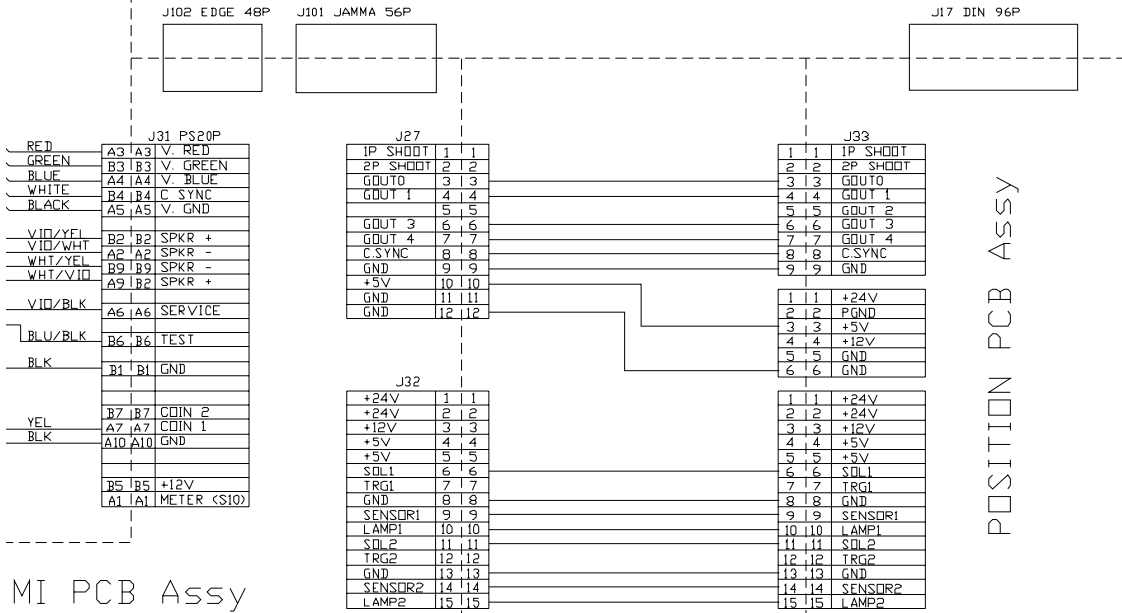 J102 EDGE 48P
J101 JAMMA 56P
J17 DIN 96P
J31 PS20P
RED A3 A3 V. RED
GREEN B3 B3 V. GREEN
BLUE A4 A4 V. BLUE
WHITE B4 B4 C SYNC
BLACK A5 A5 V. GND
VIO/YEL B2 B2 SPKR +
VIO/WHT A2 A2 SPKR -
WHT/YEL B9 B9 SPKR -
WHT/VIO A9 B2 SPKR +
VIO/BLK A6 A6 SERVICE
BLU/BLK B6 B6 TEST
BLK B1 B1 GND
B7 B7 COIN 2
YEL A7 A7 COIN 1
BLK A10 A10 GND
B5 B5 +12V
A1 A1 METER (S10)
MI PCB Assy
J27
1P SHOOT 1 1
2P SHOOT 2 2
GOUT0 3 3
GOUT 1 4 4
5 5
GOUT 3 6 6
GOUT 4 7 7
C.SYNC 8 8
GND 9 9
+5V 10 10
GND 11 11
GND 12 12
J32
+24V 1 1
+24V 2 2
+12V 3 3
+5V 4 4
+5V 5 5
SOL1 6 6
TRG1 7 7
GND 8 8
SENSOR1 9 9
LAMP1 10 10
SOL2 11 11
TRG2 12 12
GND 13 13
SENSOR2 14 14
LAMP2 15 15
J33
1 1 1P SHOOT
2 2 2P SHOOT
3 3 GOUT0
4 4 GOUT 1
5 5 GOUT 2
6 6 GOUT 3
7 7 GOUT 4
8 8 C.SYNC
9 9 GND
1 1 +24V
2 2 PGND
3 3 +5V
4 4 +12V
5 5 GND
6 6 GND
1 1 +24V
2 2 +24V
3 3 +12V
4 4 +5V
5 5 +5V
6 6 SOL1
7 7 TRG1
8 8 GND
9 9 SENSOR1
10 10 LAMP1
11 11 SOL2
12 12 TRG2
13 13 GND
14 14 SENSOR2
15 15 LAMP2
POSITION PCB Assy